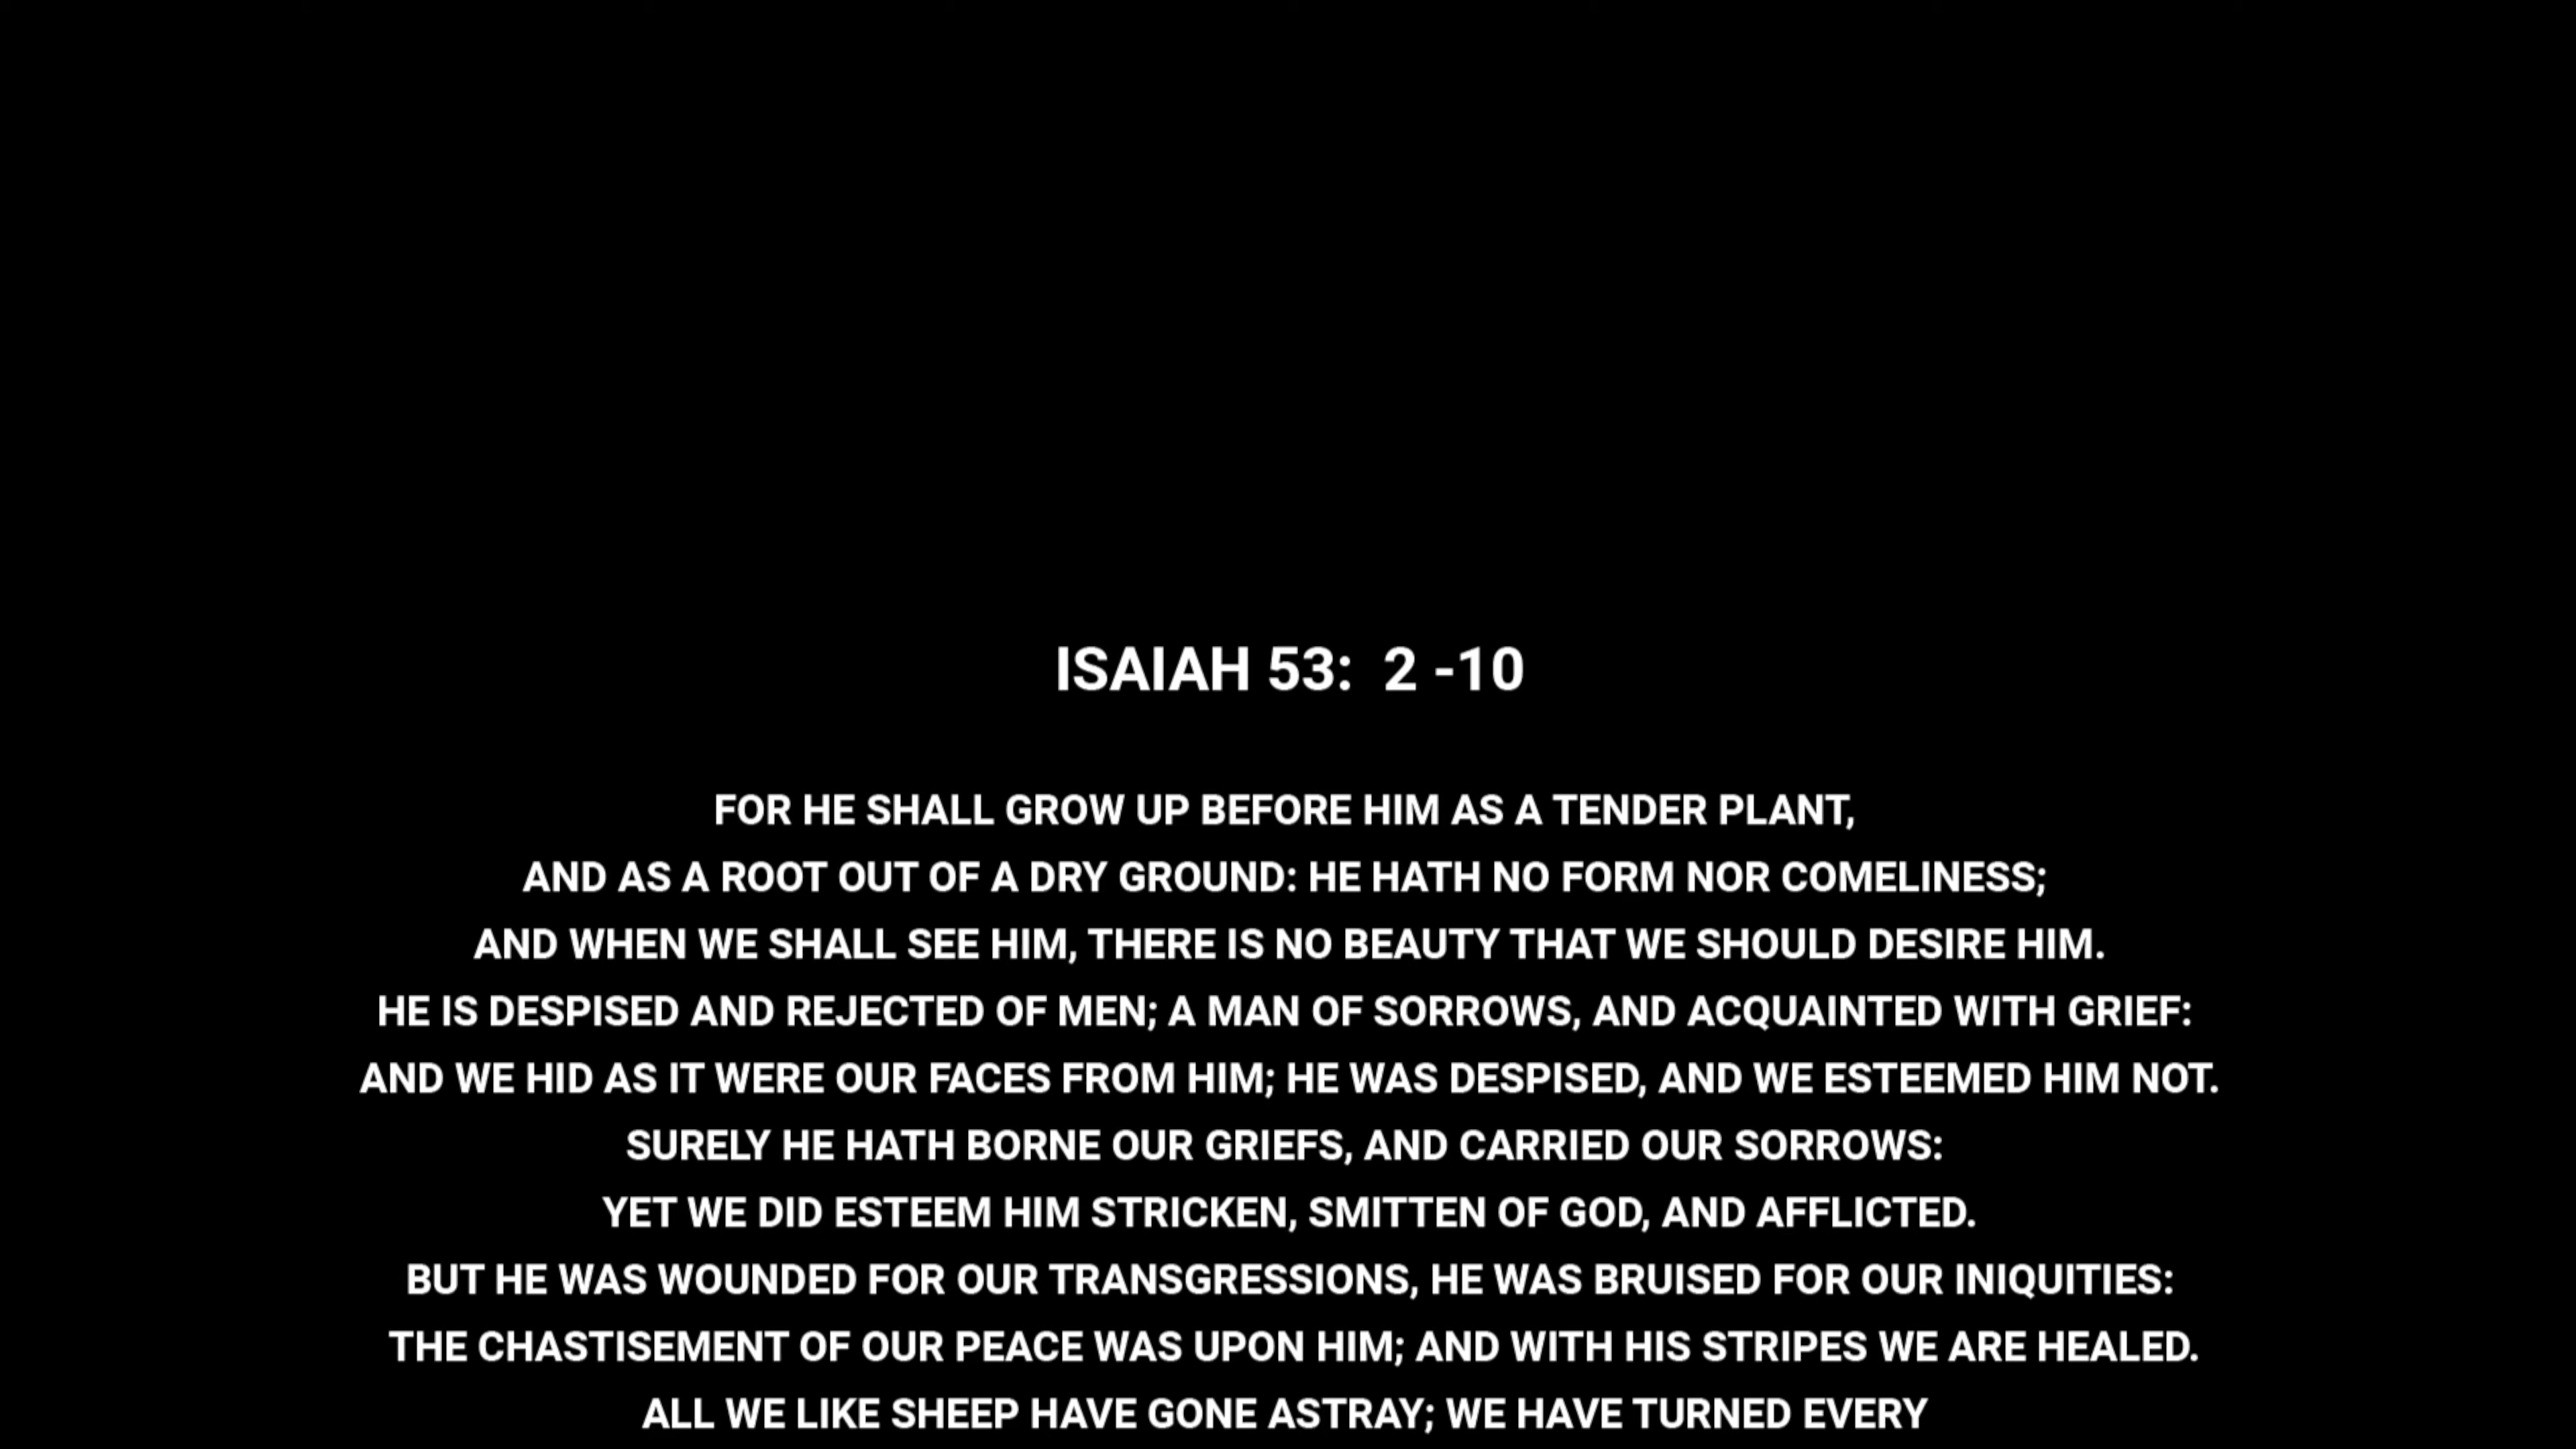 ISAIAH 53:  2 -10
FOR HE SHALL GROW UP BEFORE HIM AS A TENDER PLANT,
AND AS A ROOT OUT OF A DRY GROUND: HE HATH NO FORM NOR COMELINESS;
AND WHEN WE SHALL SEE HIM, THERE IS NO BEAUTY THAT WE SHOULD DESIRE HIM.
HE IS DESPISED AND REJECTED OF MEN; A MAN OF SORROWS, AND ACQUAINTED WITH GRIEF:
AND WE HID AS IT WERE OUR FACES FROM HIM; HE WAS DESPISED, AND WE ESTEEMED HIM NOT.
SURELY HE HATH BORNE OUR GRIEFS, AND CARRIED OUR SORROWS:
YET WE DID ESTEEM HIM STRICKEN, SMITTEN OF GOD, AND AFFLICTED.
BUT HE WAS WOUNDED FOR OUR TRANSGRESSIONS, HE WAS BRUISED FOR OUR INIQUITIES:
THE CHASTISEMENT OF OUR PEACE WAS UPON HIM; AND WITH HIS STRIPES WE ARE HEALED.
ALL WE LIKE SHEEP HAVE GONE ASTRAY; WE HAVE TURNED EVERY